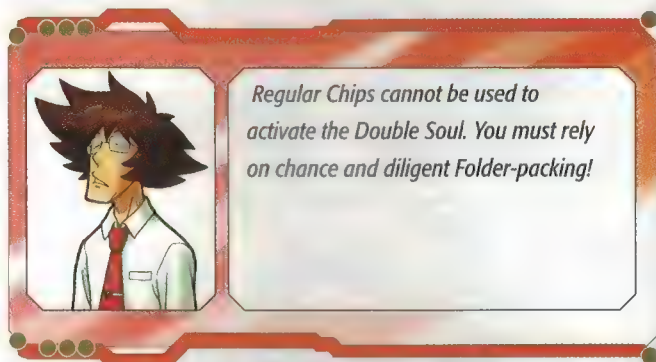 Regular Chips cannot be used to
activate the Double Soul. You must rely
on chance and diligent Folder-packing!